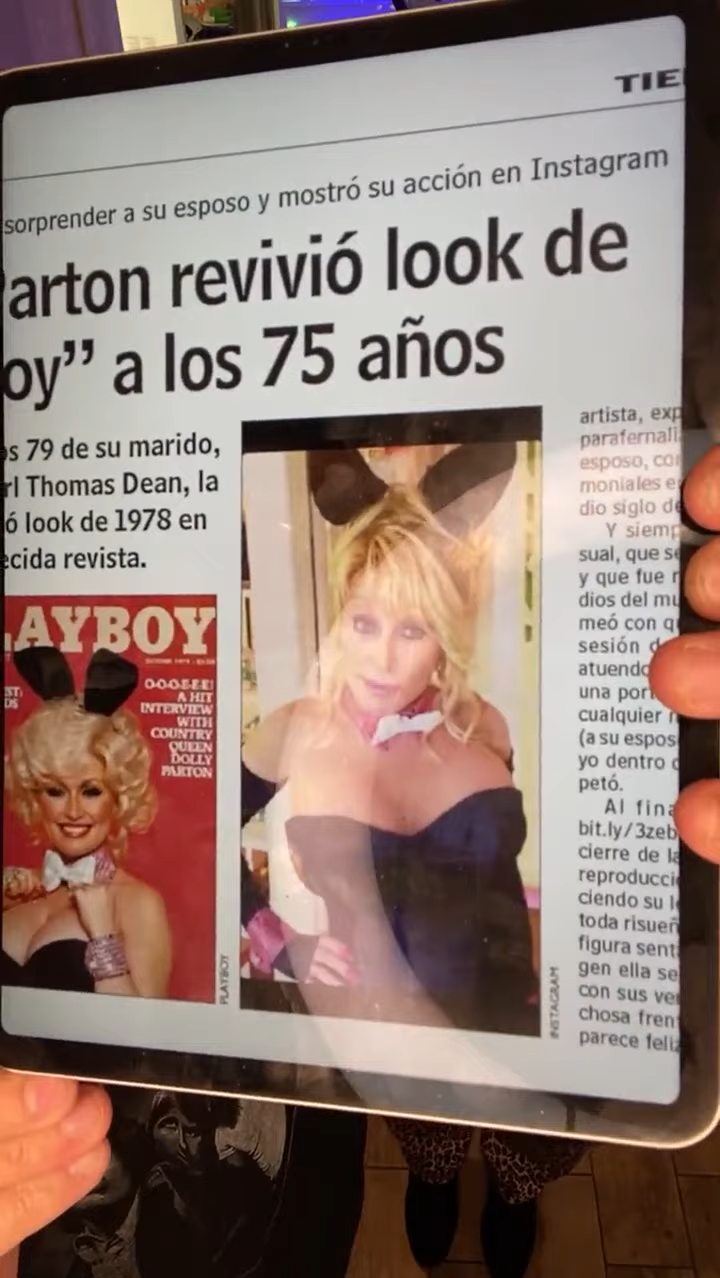 TIE
sorprender a su esposo y mostró su acción en Instagram
arton revivió look de
oy” a los 75 años
s 79 de su marido,
rl Thomas Dean, la
ó look de 1978 en
ecida revista.
LAYBOY
O-O-O-E-E-E!
A HIT
INTERVIEW
WITH
COUNTRY
QUEEN
DOLLY
PARTON
PLAYBOY
INSTAGRAM
artista, exp
parafernali
esposo, con
moniales e
dio siglo de
Y siemp
sual, que se
y que fue r
dios del mu
meó con q
sesión d
atuendo
una por
cualquier
(a su espos
yo dentro
petó.
Al fina
bit.ly/3zeb
cierre de la
reproducci
ciendo su l
toda risueñ
figura sent
gen ella se
con sus ve
chosa fren
parece feli